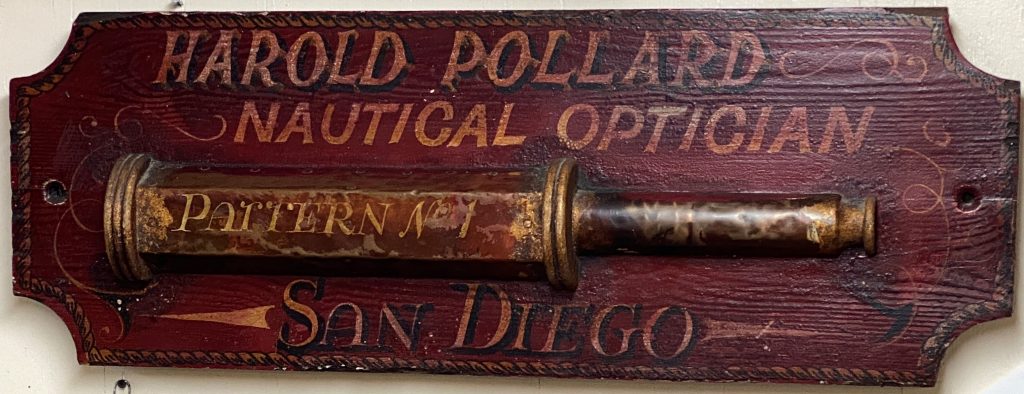 HAROLD POLLARD
NAUTICAL OPTICIAN
PATTERN No 1
SAN DIEGO